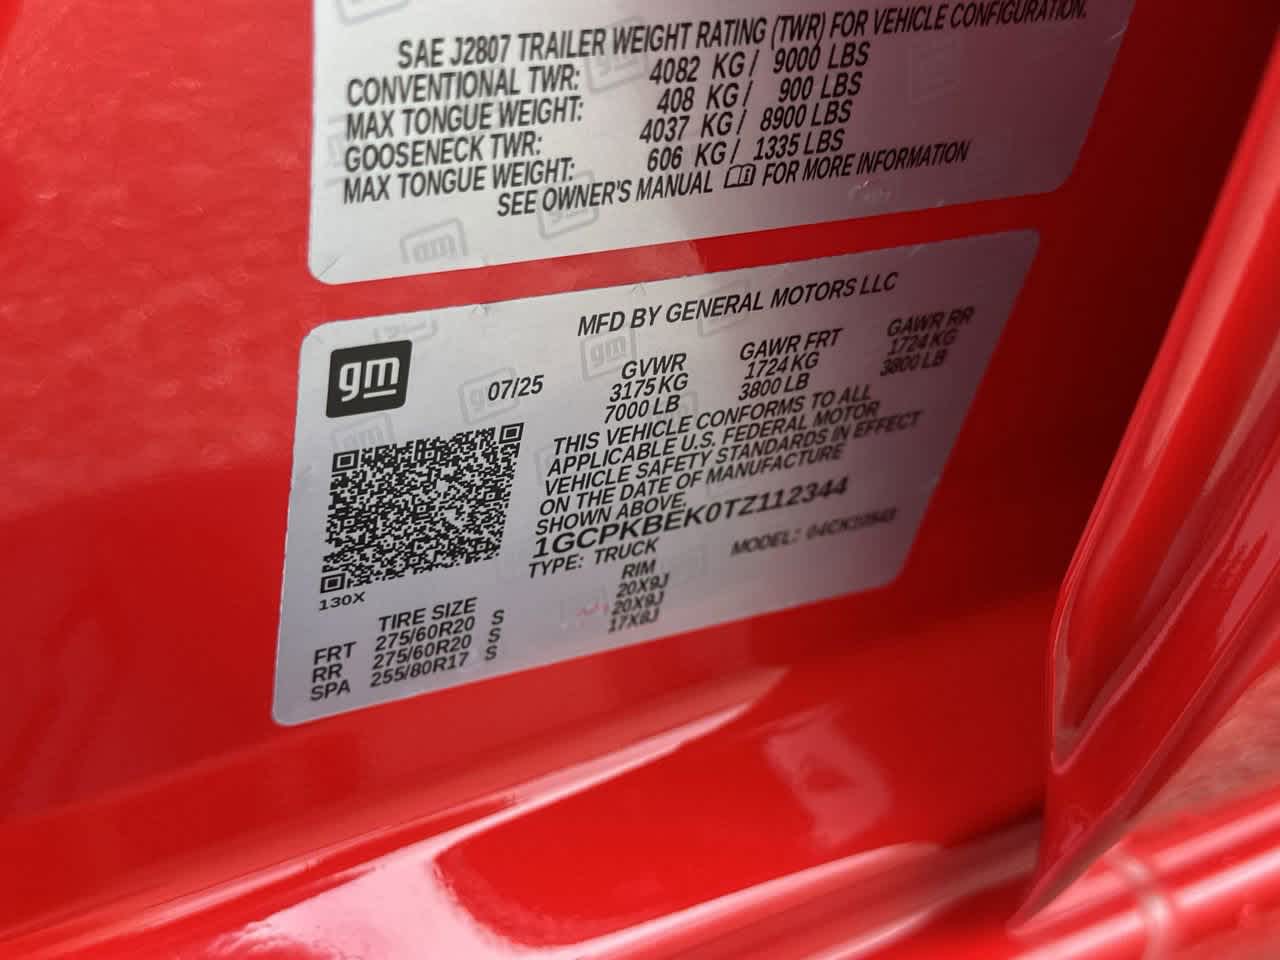 SAE J2807 TRAILER WEIGHT RATING (TWR) FOR VEHICLE CONFIGURATION.
CONVENTIONAL TWR: 4082 KG / 9000 LBS
MAX TONGUE WEIGHT: 408 KG / 900 LBS
GOOSENECK TWR: 4037 KG / 8900 LBS
MAX TONGUE WEIGHT: 606 KG / 1335 LBS
SEE OWNER'S MANUAL FOR MORE INFORMATION
MFD BY GENERAL MOTORS LLC
gm
07/25
GVWR GAWR FRT GAWR RR
3175 KG 1724 KG 1724 KG
7000 LB 3800 LB 3800 LB
THIS VEHICLE CONFORMS TO ALL
APPLICABLE U.S. FEDERAL MOTOR
VEHICLE SAFETY STANDARDS IN EFFECT
ON THE DATE OF MANUFACTURE
SHOWN ABOVE.
1GCPKBEK0TZ112344
TYPE: TRUCK MODEL:
130X
TIRE SIZE RIM
FRT 275/60R20 S 20X9J
RR 275/60R20 S 20X9J
SPA 255/80R17 S 17X8J